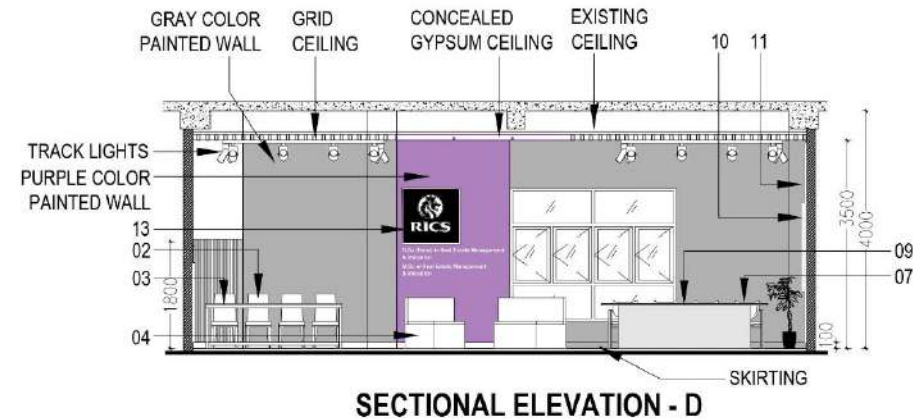 GRAY COLOR
PAINTED WALL
GRID
CEILING
CONCEALED
GYPSUM CEILING
EXISTING
CEILING
10
11
TRACK LIGHTS
PURPLE COLOR
PAINTED WALL
13
02
03
04
1800
RICS
& Valuation
3500
4000
09
07
100
SKIRTING
SECTIONAL ELEVATION - D